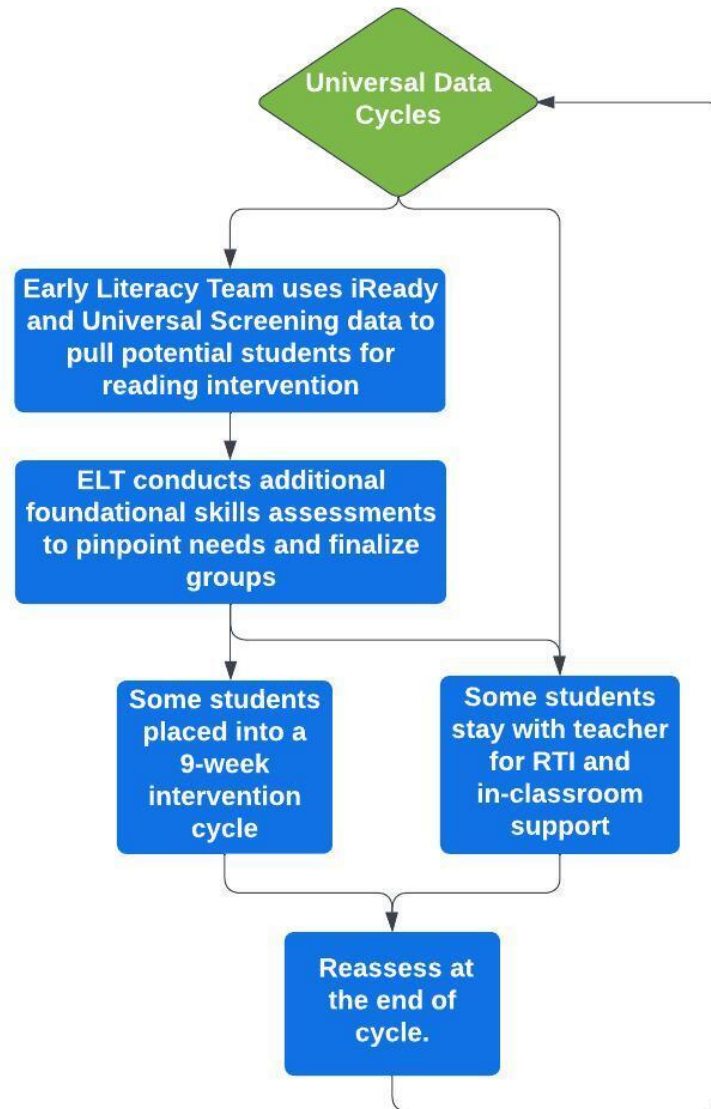 Universal Data
Cycles
Early Literacy Team uses iReady
and Universal Screening data to
pull potential students for
reading intervention
ELT conducts additional
foundational skills assessments
to pinpoint needs and finalize
groups
Some students
placed into a
9-week
intervention
cycle
Some students
stay with teacher
for RTI and
in-classroom
support
Reassess at
the end of
cycle.